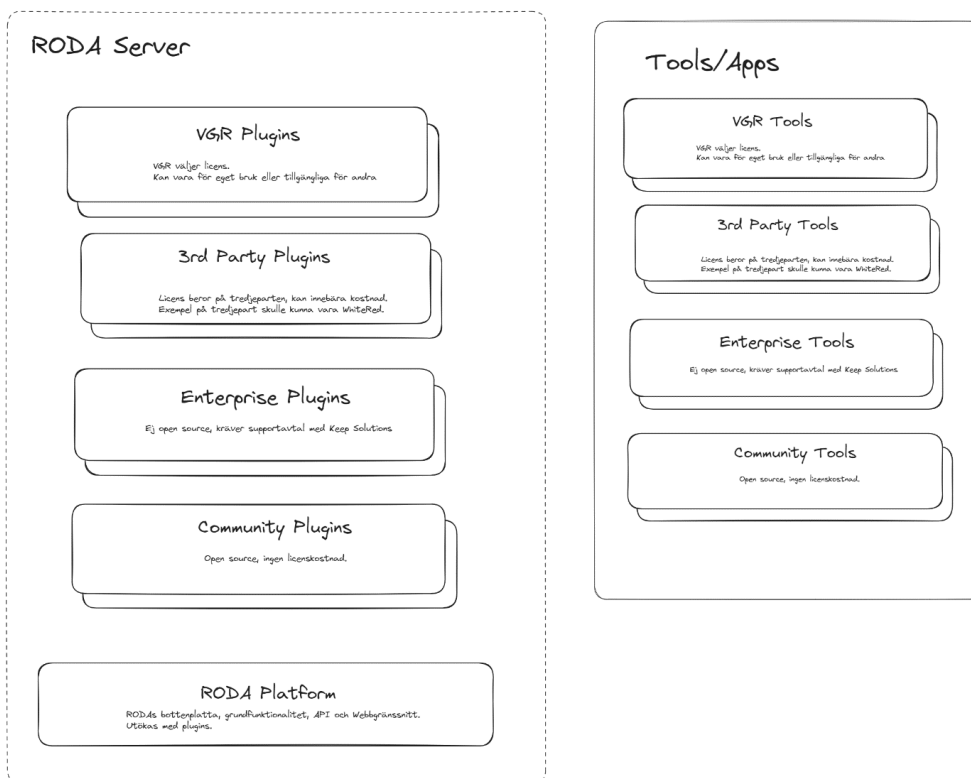 RODA Server
VGR Plugins
VGR väljer licens.
Kan vara för eget bruk eller tillgängliga för andra
3rd Party Plugins
Licens beror på tredjeparten, kan innebära kostnad.
Exempel på tredjepart skulle kunna vara WhiteRed.
Enterprise Plugins
Ej open source, kräver supportavtal med Keep Solutions
Community Plugins
Open source, ingen licenskostnad.
RODA Platform
RODAs bottenplatta, grundfunktionalitet, API och Webbgränssnitt.
Utökas med plugins.
Tools/Apps
VGR Tools
VGR väljer licens.
Kan vara för eget bruk eller tillgängliga för andra
3rd Party Tools
Licens beror på tredjeparten, kan innebära kostnad.
Exempel på tredjepart skulle kunna vara WhiteRed.
Enterprise Tools
Ej open source, kräver supportavtal med Keep Solutions
Community Tools
Open source, ingen licenskostnad.